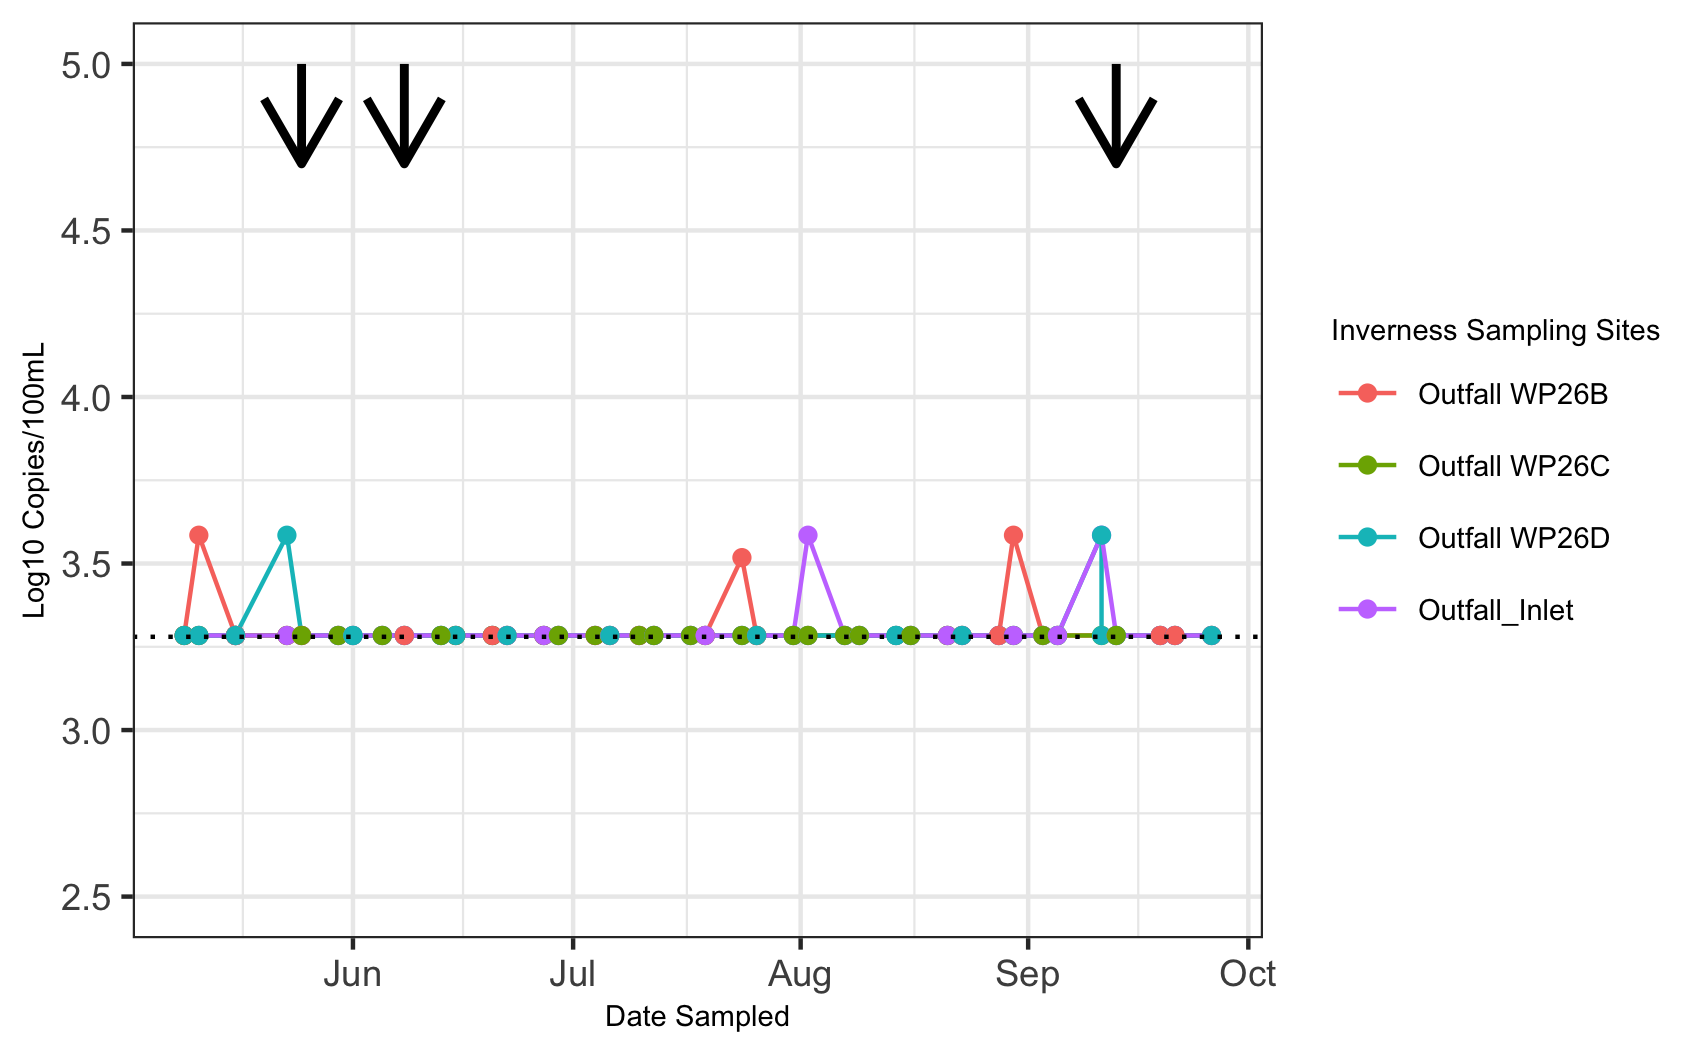 5.0
4.5
4.0
3.5
3.0
2.5
Log10 Copies/100mL
Jun Jul Aug Sep Oct
Date Sampled
Inverness Sampling Sites
Outfall WP26B
Outfall WP26C
Outfall WP26D
Outfall_Inlet